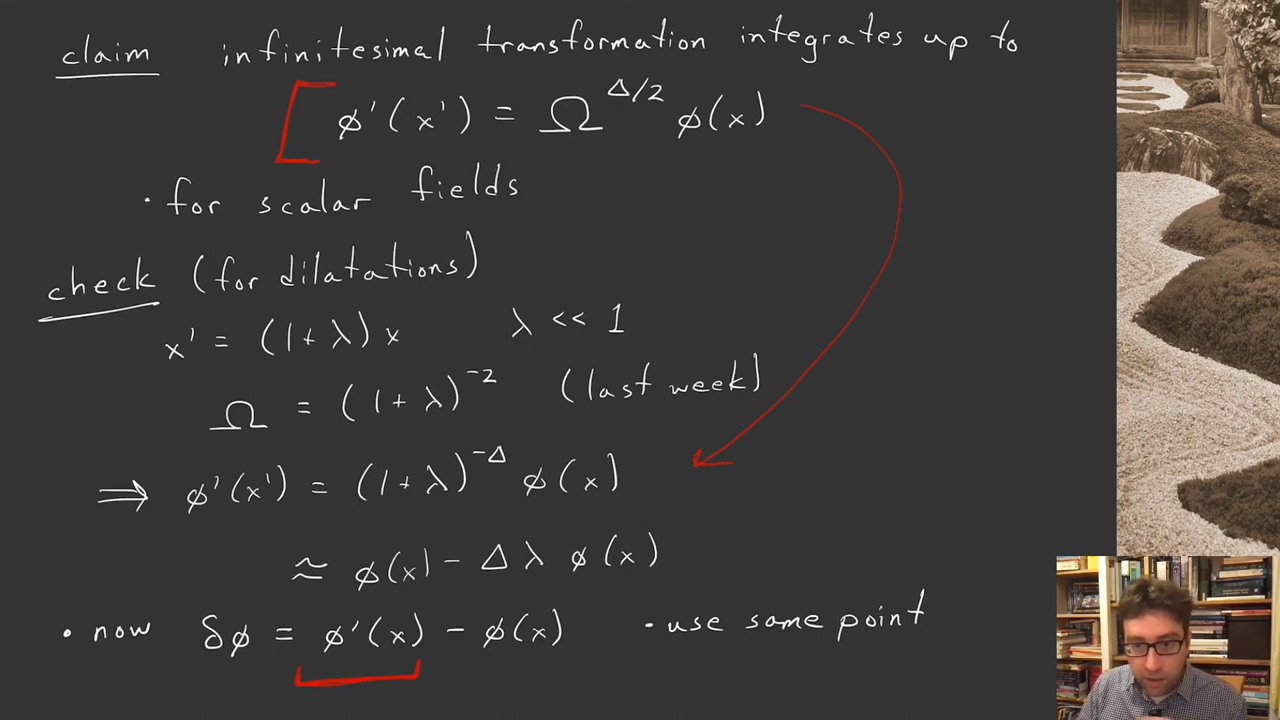 claim infinitesimal transformation integrates up to
φ'(x') = Ω^{Δ/2} φ(x)
• for scalar fields
check (for dilatations)
x' = (1+λ)x λ << 1
Ω = (1+λ)^{-2} (last week)
⇒ φ'(x') = (1+λ)^{-Δ} φ(x)
≈ φ(x) - Δλ φ(x)
• now δφ = φ'(x) - φ(x) • use same point